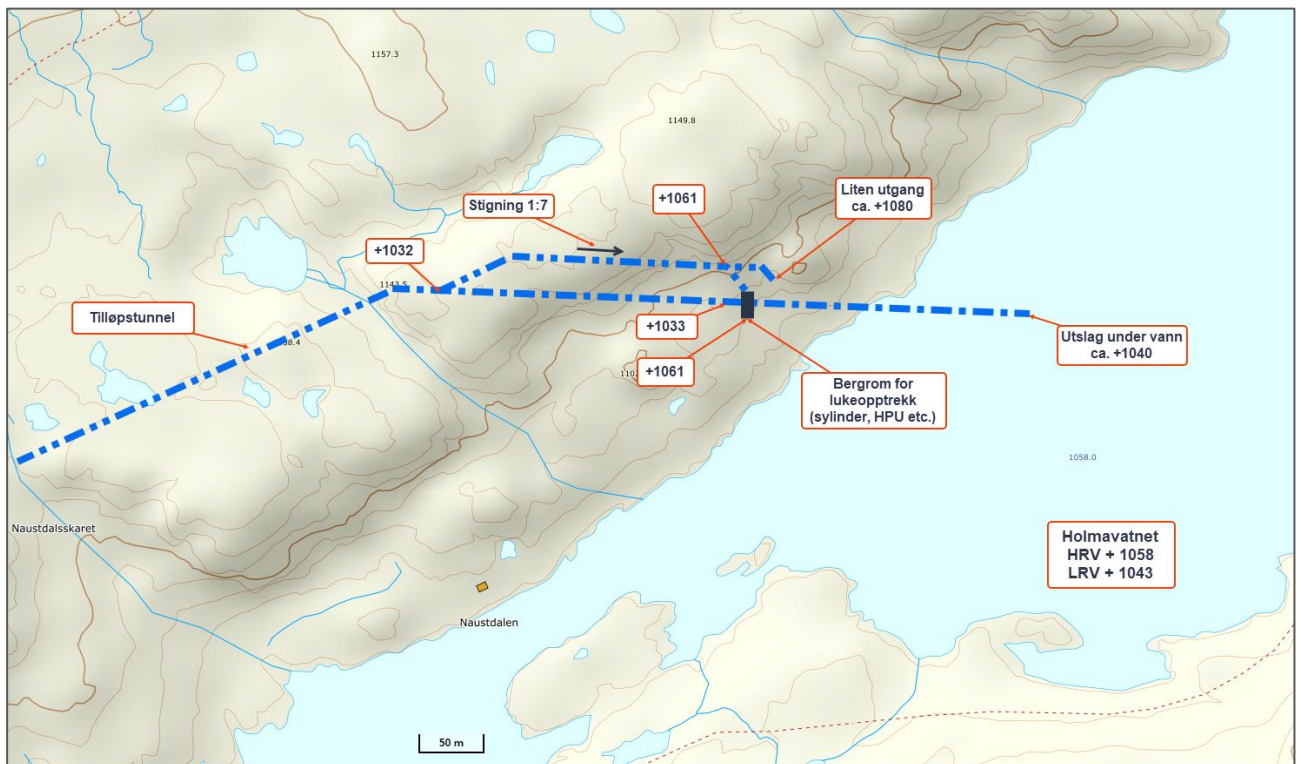 1157.3
1149.8
+1061
Liten utgang
ca. +1080
Stigning 1:7
+1032
Tilløpstunnel
+1033
+1061
Utslag under vann
ca. +1040
Bergrom for
lukeopptrekk
(sylinder, HPU etc.)
1058.0
Naustdalsskaret
Holmavatnet
HRV + 1058
LRV + 1043
Naustdalen
50 m